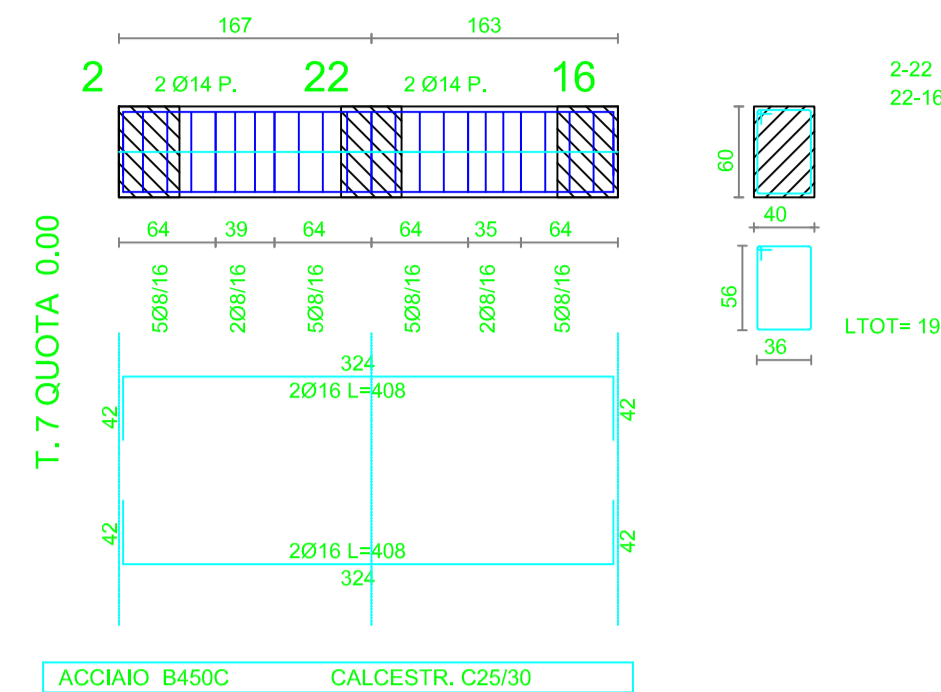 167 163
2 2 Ø14 P. 22 2 Ø14 P. 16
2-22
22-16
60
40
64 39 64 64 35 64
5Ø8/16 2Ø8/16 5Ø8/16 5Ø8/16 2Ø8/16 5Ø8/16
56
36
LTOT= 19
T. 7 QUOTA 0.00
324
2Ø16 L=408
42 42
42 42
2Ø16 L=408
324
ACCIAIO B450C CALCESTR. C25/30